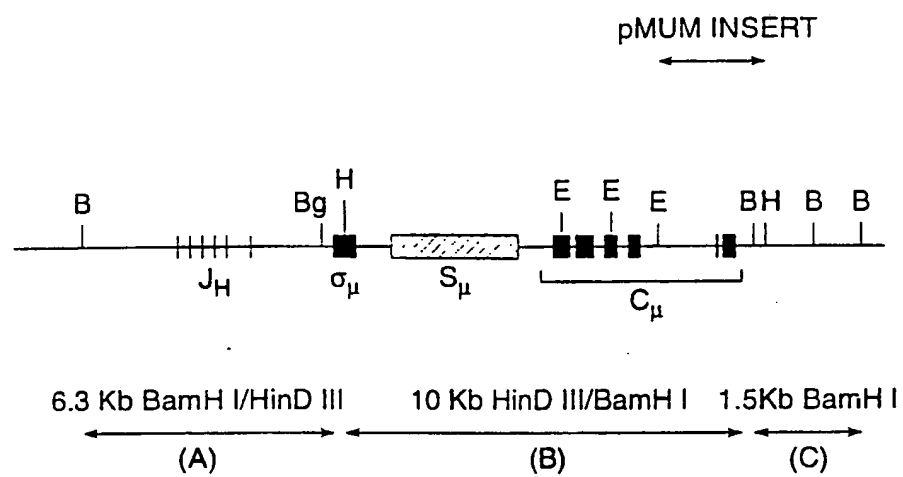 pMUM INSERT
B Bg H E E E B H B B
J_H σ_μ S_μ C_μ
6.3 Kb BamH I/HinD III 10 Kb HinD III/BamH I 1.5Kb BamH I
(A) (B) (C)